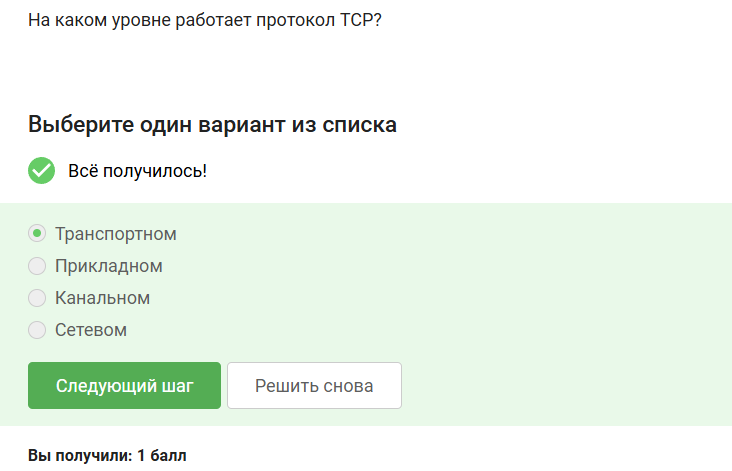 На каком уровне работает протокол TCP?
Выберите один вариант из списка
Всё получилось!
Транспортном
Прикладном
Канальном
Сетевом
Следующий шаг
Решить снова
Вы получили: 1 балл